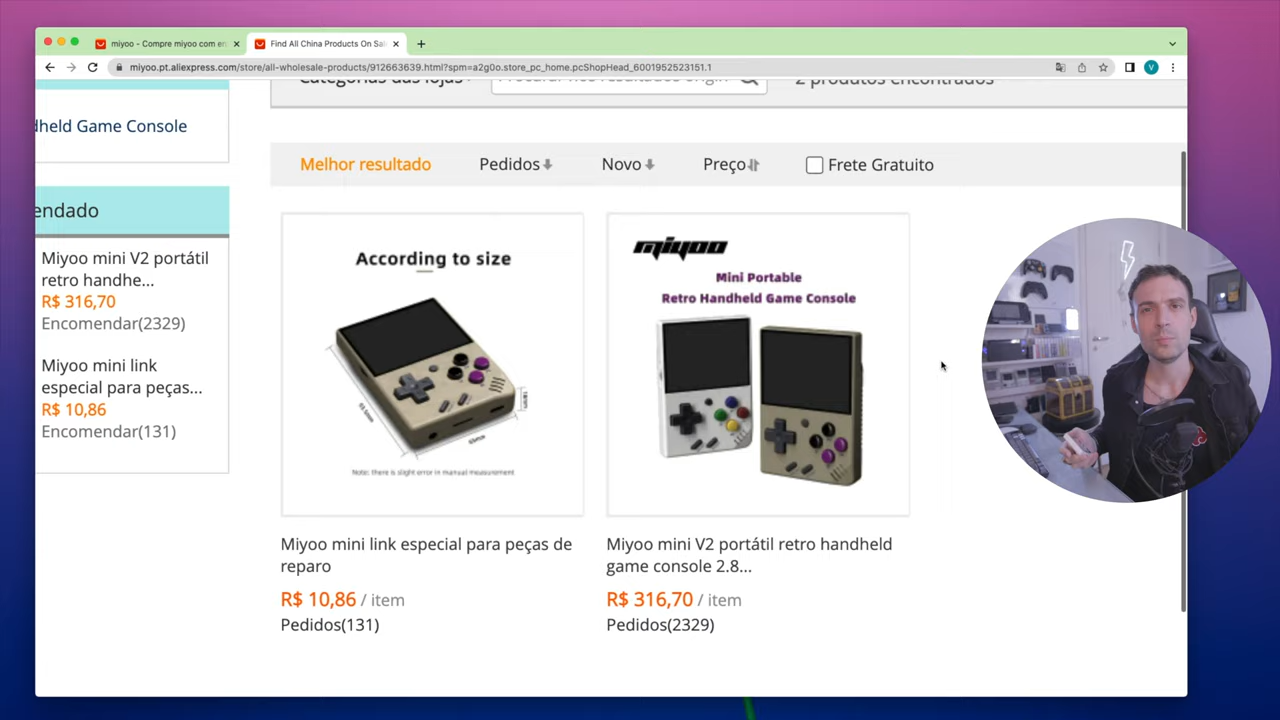 miyoo - Compre miyoo com en
Find All China Products On Sal
miyoo.pt.aliexpress.com/store/all-wholesale-products/912663639.html?spm=a2g0o.store_pc_home.pcShopHead_6001952523151.1
V
Categorias das lojas
2 produtos encontrados
dheld Game Console
Melhor resultado
Pedidos
Novo
Preço
Frete Gratuito
endado
Miyoo mini V2 portátil
retro handhe...
R$ 316,70
Encomendar(2329)
Miyoo mini link
especial para peças...
R$ 10,86
Encomendar(131)
According to size
Note: there is slight error in manual measurement
Miyoo mini link especial para peças de
reparo
R$ 10,86 / item
Pedidos(131)
miyoo
Mini Portable
Retro Handheld Game Console
Miyoo mini V2 portátil retro handheld
game console 2.8...
R$ 316,70 / item
Pedidos(2329)